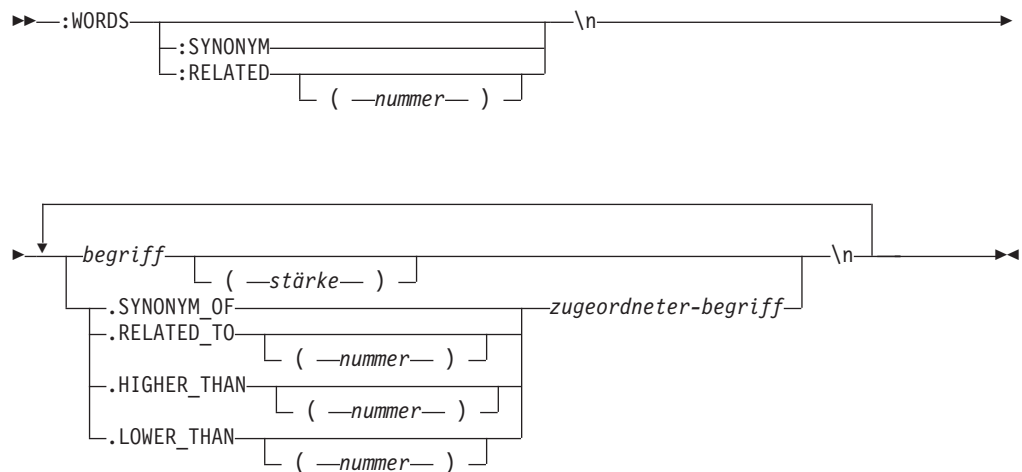 :WORDS \n
:SYNONYM
:RELATED
( nummer )
begriff \n
( stärke )
.SYNONYM_OF zugeordneter-begriff
.RELATED_TO
( nummer )
.HIGHER_THAN
( nummer )
.LOWER_THAN
( nummer )